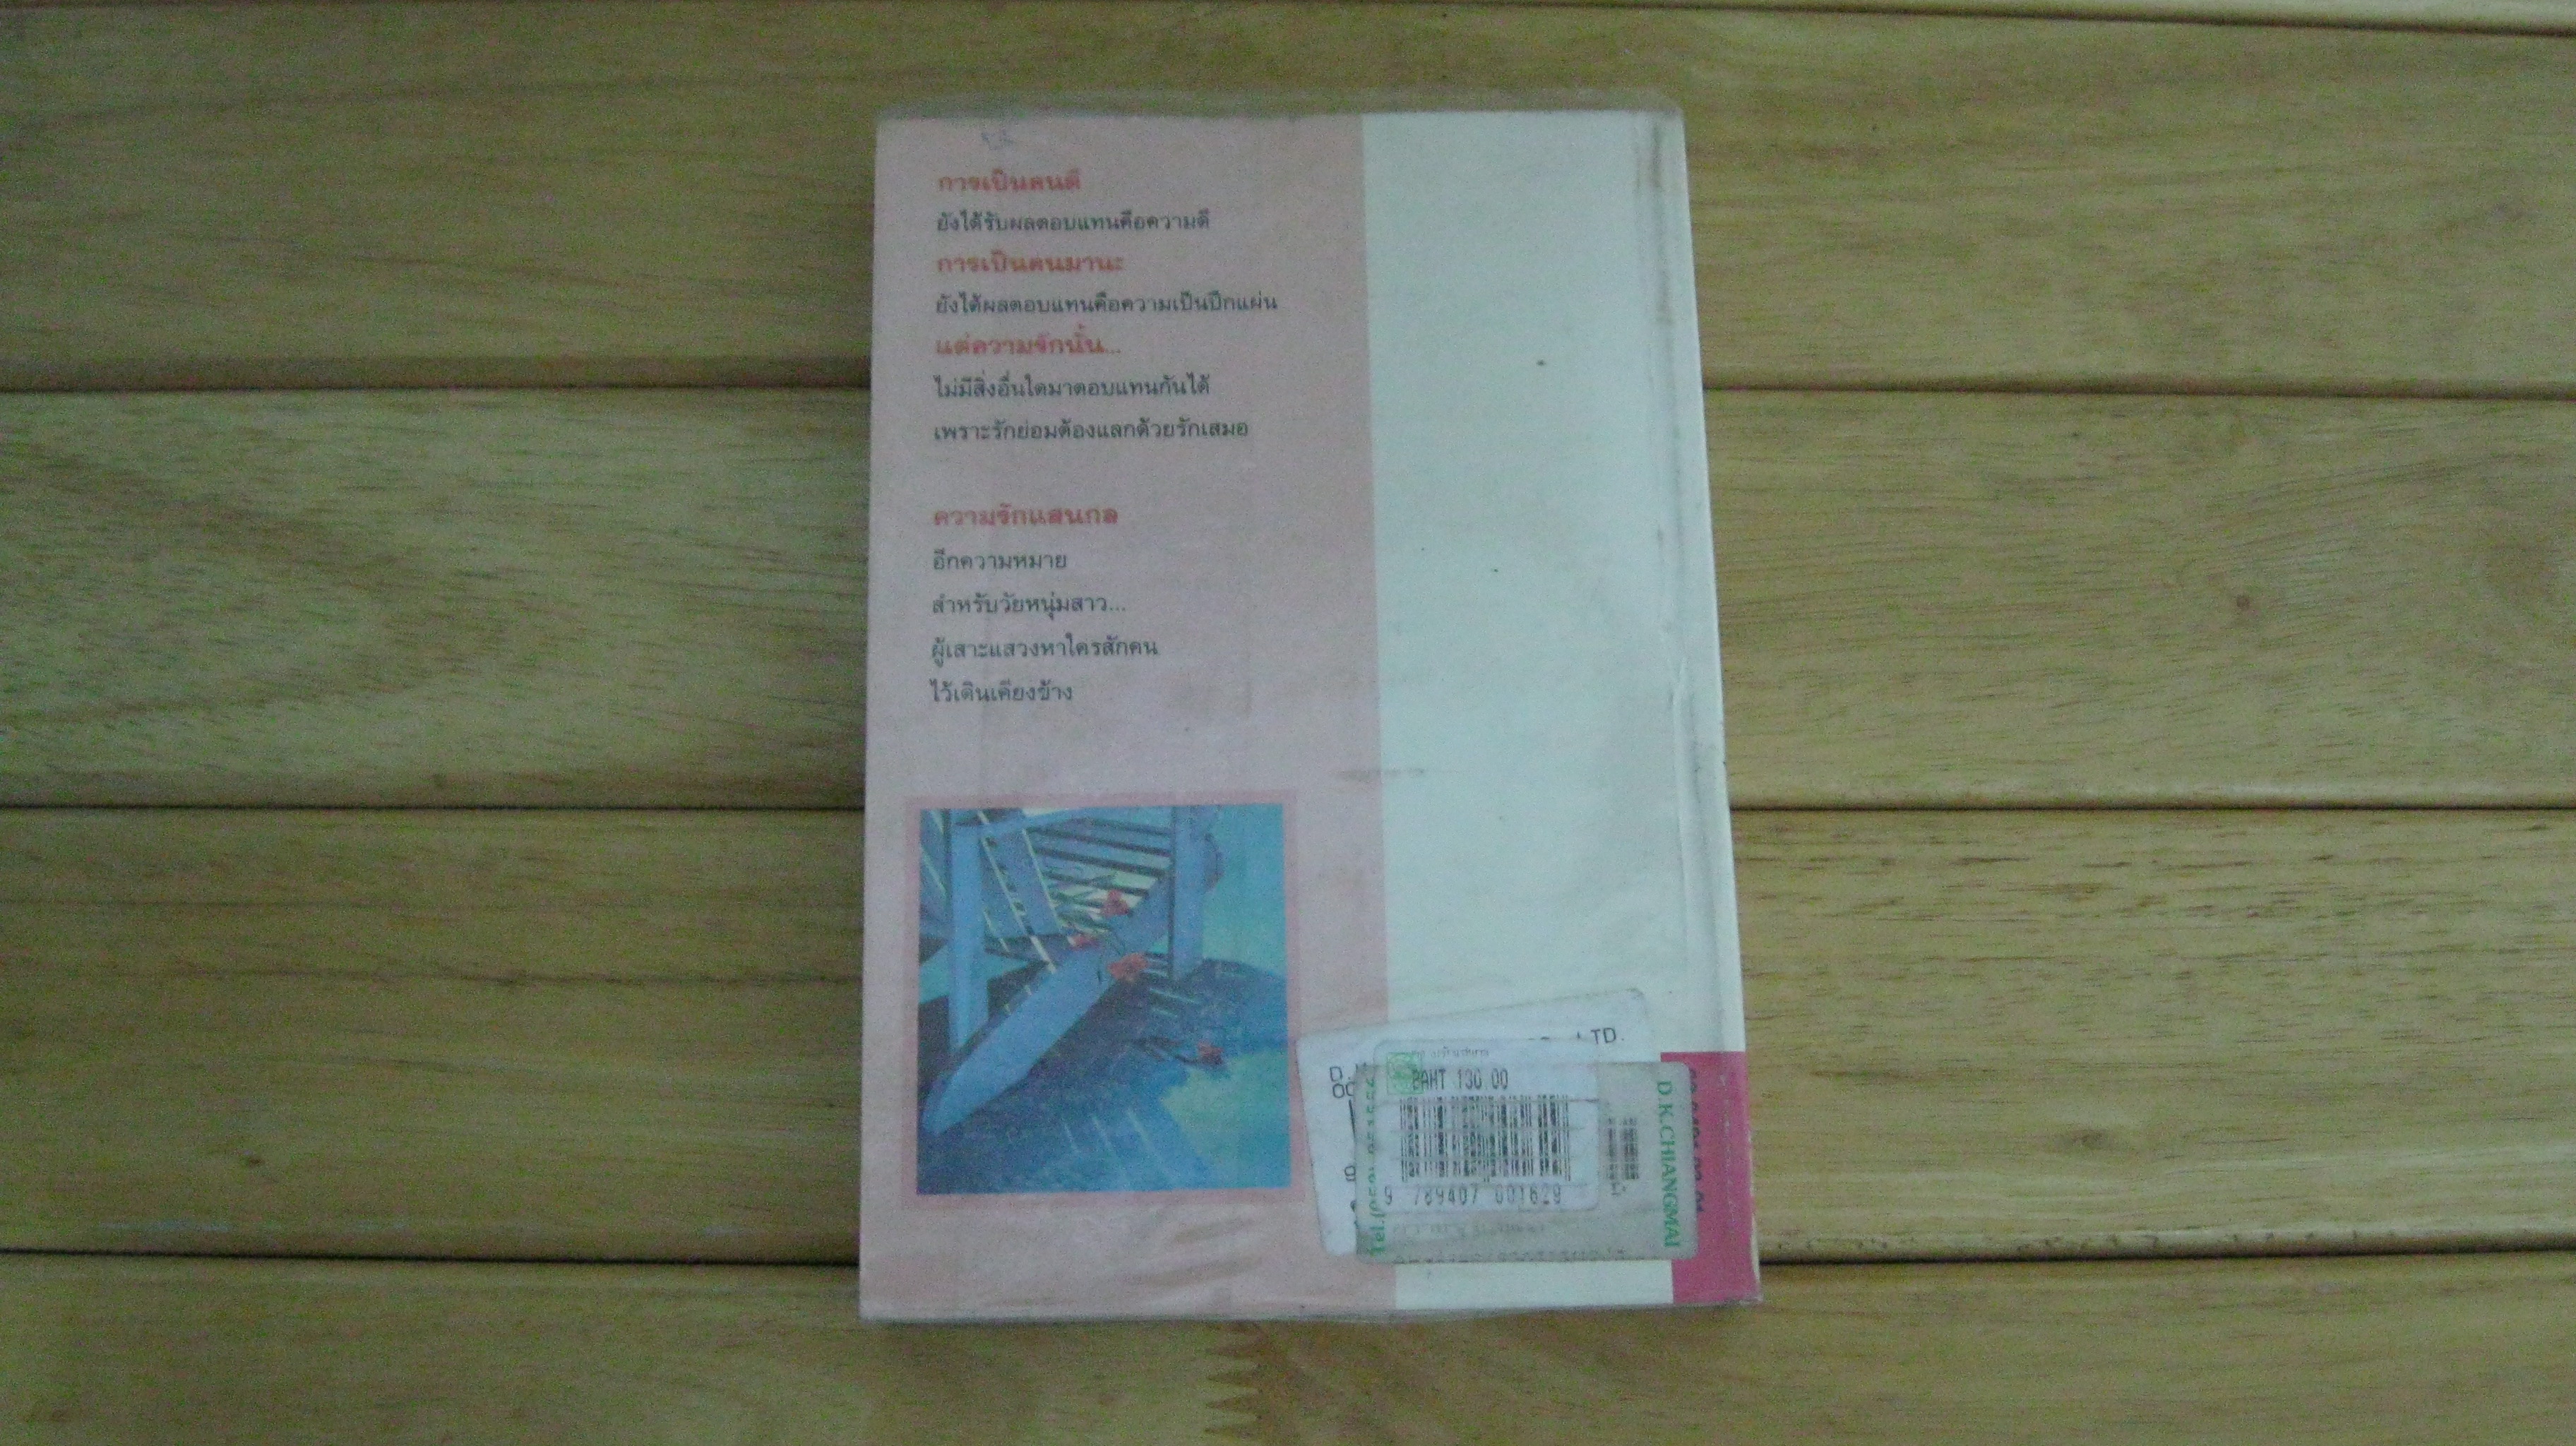 การเป็นคนดี
ยังได้รับผลตอบแทนคือความดี
การเป็นคนมานะ
ยังได้ผลตอบแทนคือความเป็นปึกแผ่น
แต่ความรักนั้น...
ไม่มีสิ่งอื่นใดมาตอบแทนกันได้
เพราะรักย่อมต้องแลกด้วยรักเสมอ
ความรักแสนกล
อีกความหมาย
สำหรับวัยหนุ่มสาว...
ผู้เสาะแสวงหาใครสักคน
ไว้เดินเคียงข้าง
LTD.
BAHT 130.00
9 789407 001629
D.K.CHIANGMAI